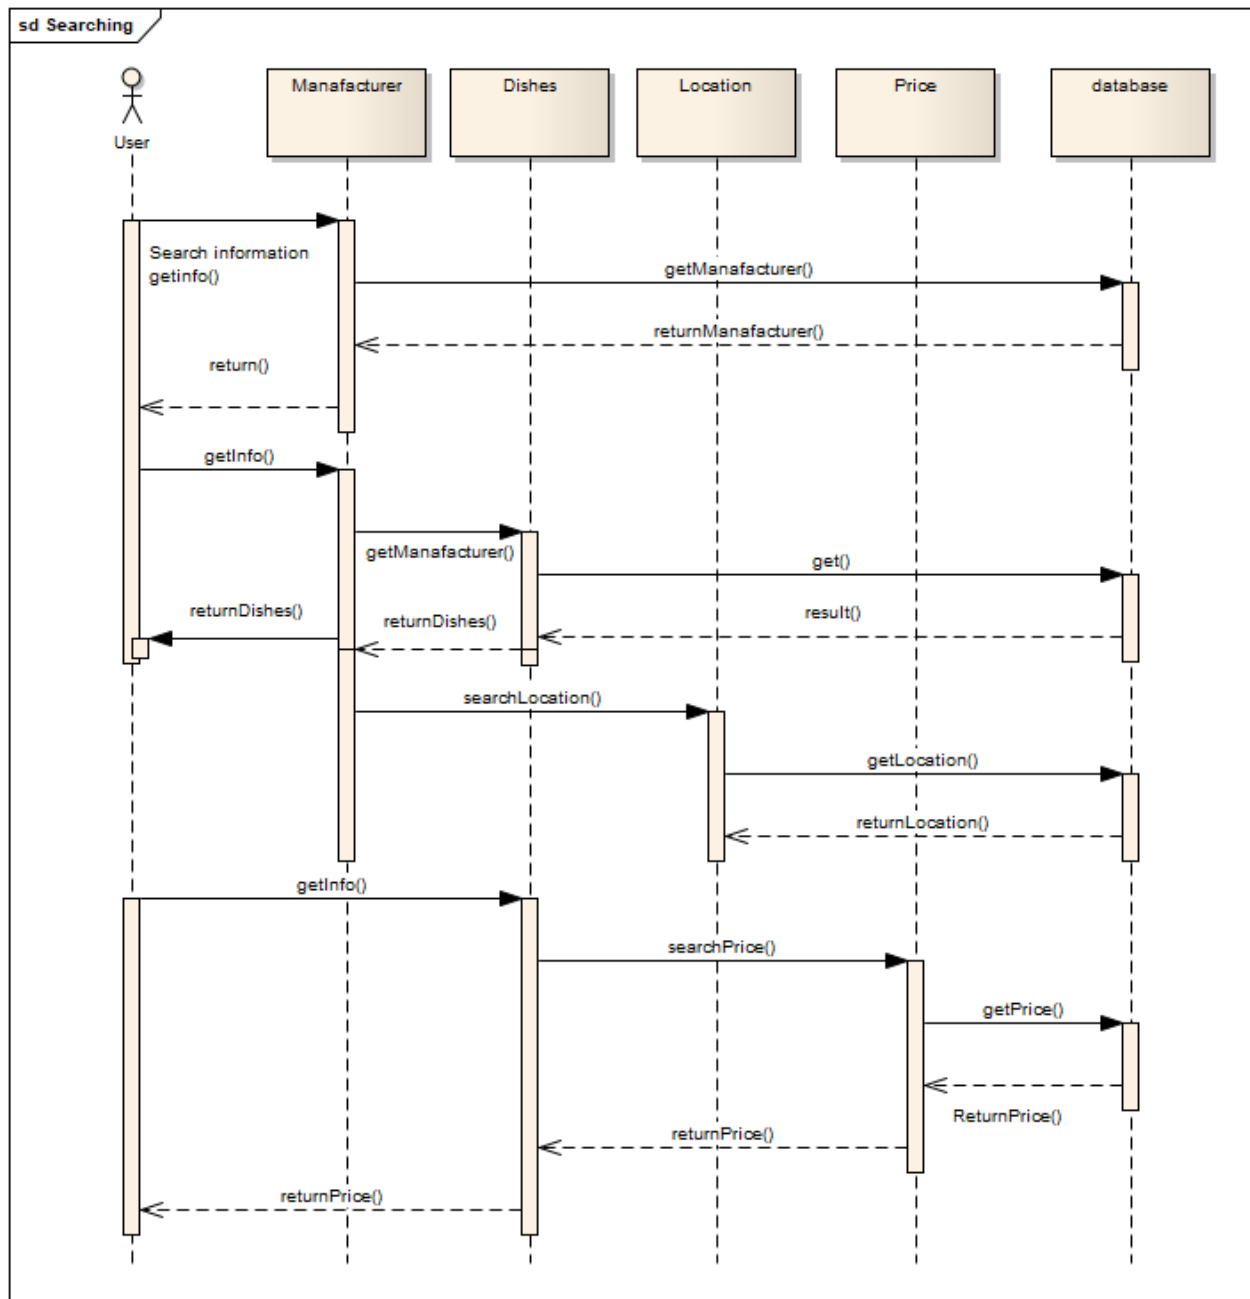 sd Searching
User
Manafacturer
Dishes
Location
Price
database
Search information
getinfo()
getManafacturer()
returnManafacturer()
return()
getInfo()
getManafacturer()
get()
returnDishes()
returnDishes()
result()
searchLocation()
getLocation()
returnLocation()
getInfo()
searchPrice()
getPrice()
ReturnPrice()
returnPrice()
returnPrice()